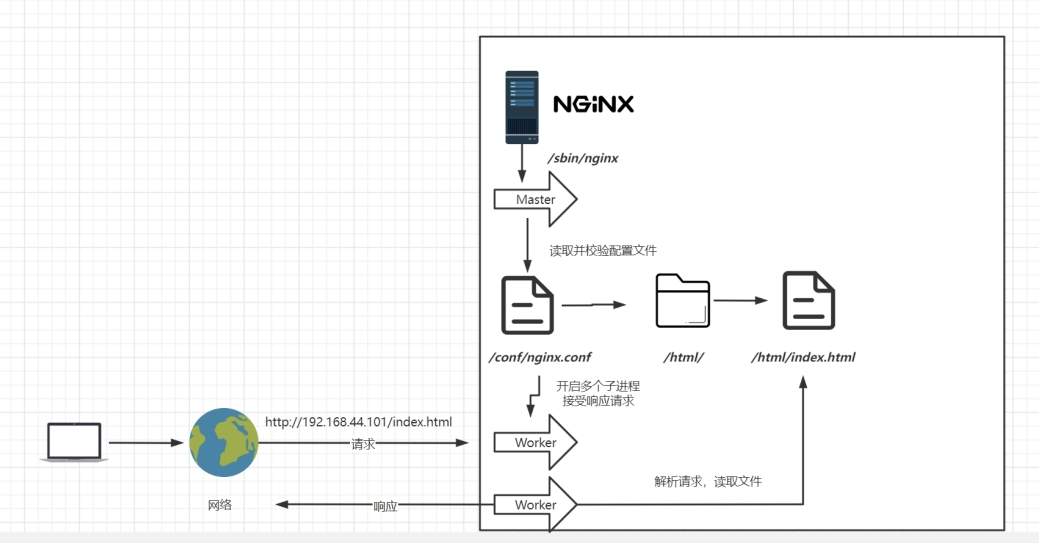 NGiNX
/sbin/nginx
Master
读取并校验配置文件
/conf/nginx.conf
/html/
/html/index.html
开启多个子进程
接受响应请求
http://192.168.44.101/index.html
请求
Worker
解析请求，读取文件
网络
响应
Worker